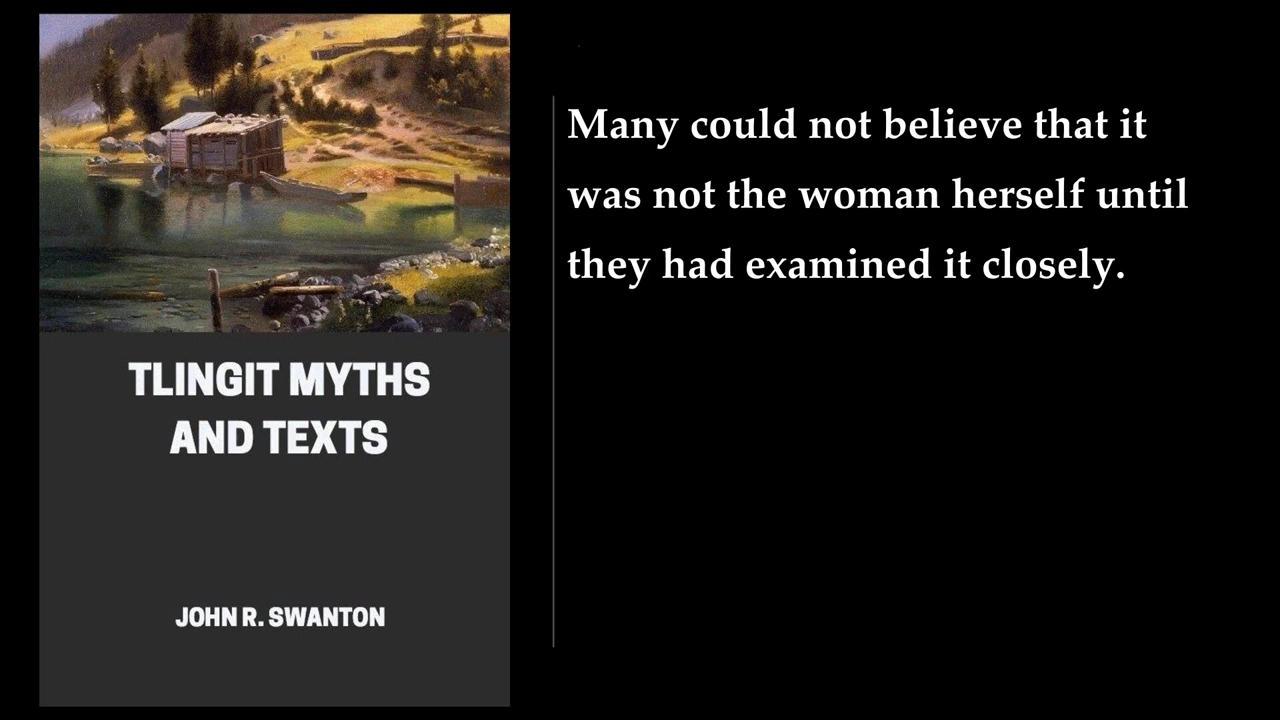 TLINGIT MYTHS
AND TEXTS
JOHN R. SWANTON
Many could not believe that it
was not the woman herself until
they had examined it closely.